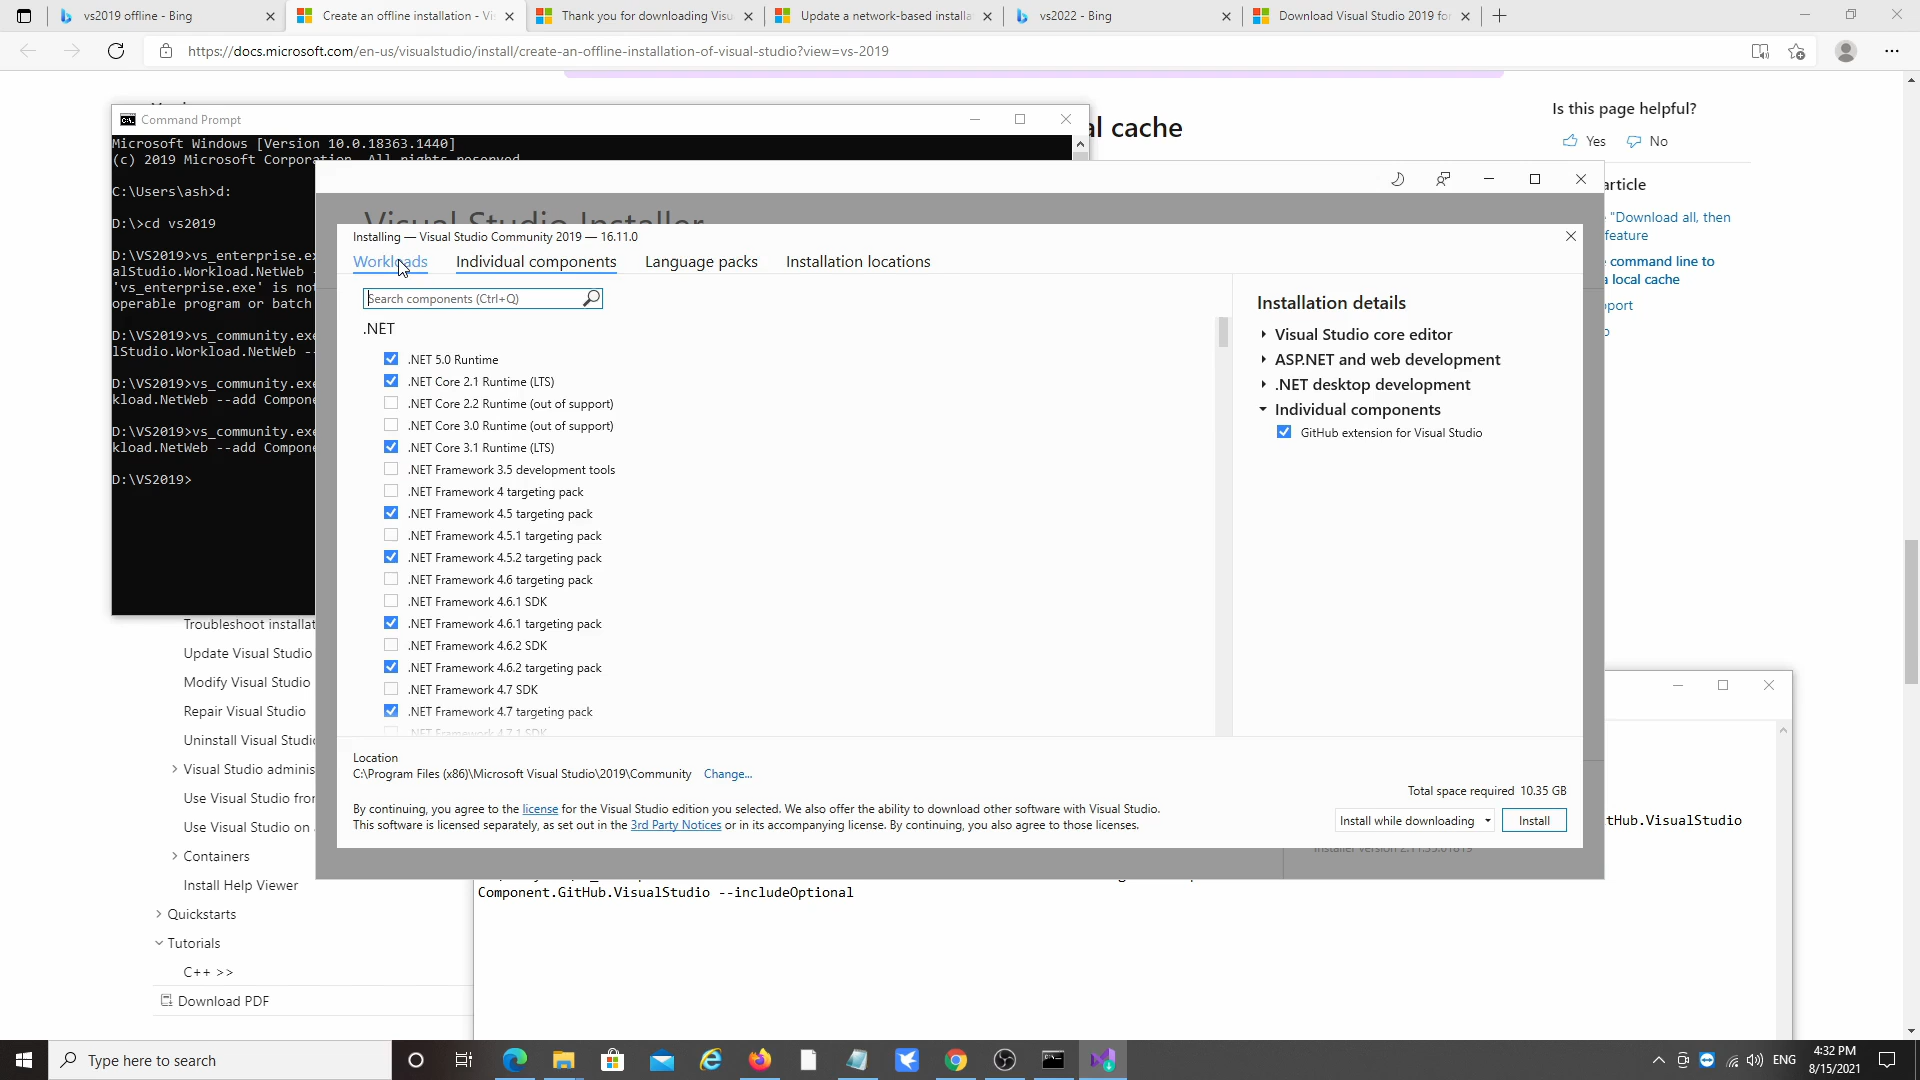 vs2019 offline - Bing
Create an offline installation - Vis
Thank you for downloading Visu
Update a network-based installa
vs2022 - Bing
Download Visual Studio 2019 for
https://docs.microsoft.com/en-us/visualstudio/install/create-an-offline-installation-of-visual-studio?view=vs-2019
al cache
Is this page helpful?
Yes
No
article
"Download all, then
feature
command line to
a local cache
port
Command Prompt
Microsoft Windows [Version 10.0.18363.1440]
(c) 2019 Microsoft Corporation. All rights reserved
C:\Users\ash>d:
D:\>cd vs2019
D:\VS2019>vs_enterprise.ex
alStudio.Workload.NetWeb -
'vs_enterprise.exe' is not
operable program or batch
D:\VS2019>vs_community.exe
lStudio.Workload.NetWeb --
D:\VS2019>vs_community.exe
kload.NetWeb --add Compone
D:\VS2019>vs_community.exe
kload.NetWeb --add Compone
D:\VS2019>
Visual Studio Installer
Installing — Visual Studio Community 2019 — 16.11.0
Workloads
Individual components
Language packs
Installation locations
Search components (Ctrl+Q)
.NET
.NET 5.0 Runtime
.NET Core 2.1 Runtime (LTS)
.NET Core 2.2 Runtime (out of support)
.NET Core 3.0 Runtime (out of support)
.NET Core 3.1 Runtime (LTS)
.NET Framework 3.5 development tools
.NET Framework 4 targeting pack
.NET Framework 4.5 targeting pack
.NET Framework 4.5.1 targeting pack
.NET Framework 4.5.2 targeting pack
.NET Framework 4.6 targeting pack
.NET Framework 4.6.1 SDK
.NET Framework 4.6.1 targeting pack
.NET Framework 4.6.2 SDK
.NET Framework 4.6.2 targeting pack
.NET Framework 4.7 SDK
.NET Framework 4.7 targeting pack
.NET Framework 4.7.1 SDK
Installation details
Visual Studio core editor
ASP.NET and web development
.NET desktop development
Individual components
GitHub extension for Visual Studio
Location
C:\Program Files (x86)\Microsoft Visual Studio\2019\Community Change...
By continuing, you agree to the license for the Visual Studio edition you selected. We also offer the ability to download other software with Visual Studio.
This software is licensed separately, as set out in the 3rd Party Notices or in its accompanying license. By continuing, you also agree to those licenses.
Total space required 10.35 GB
Install while downloading
Install
Troubleshoot installat
Update Visual Studio
Modify Visual Studio
Repair Visual Studio
Uninstall Visual Studio
Visual Studio adminis
Use Visual Studio fror
Use Visual Studio on
Containers
Install Help Viewer
Quickstarts
Tutorials
C++ >>
Download PDF
tHub.VisualStudio
Component.GitHub.VisualStudio --includeOptional
Type here to search
ENG
4:32 PM
8/15/2021